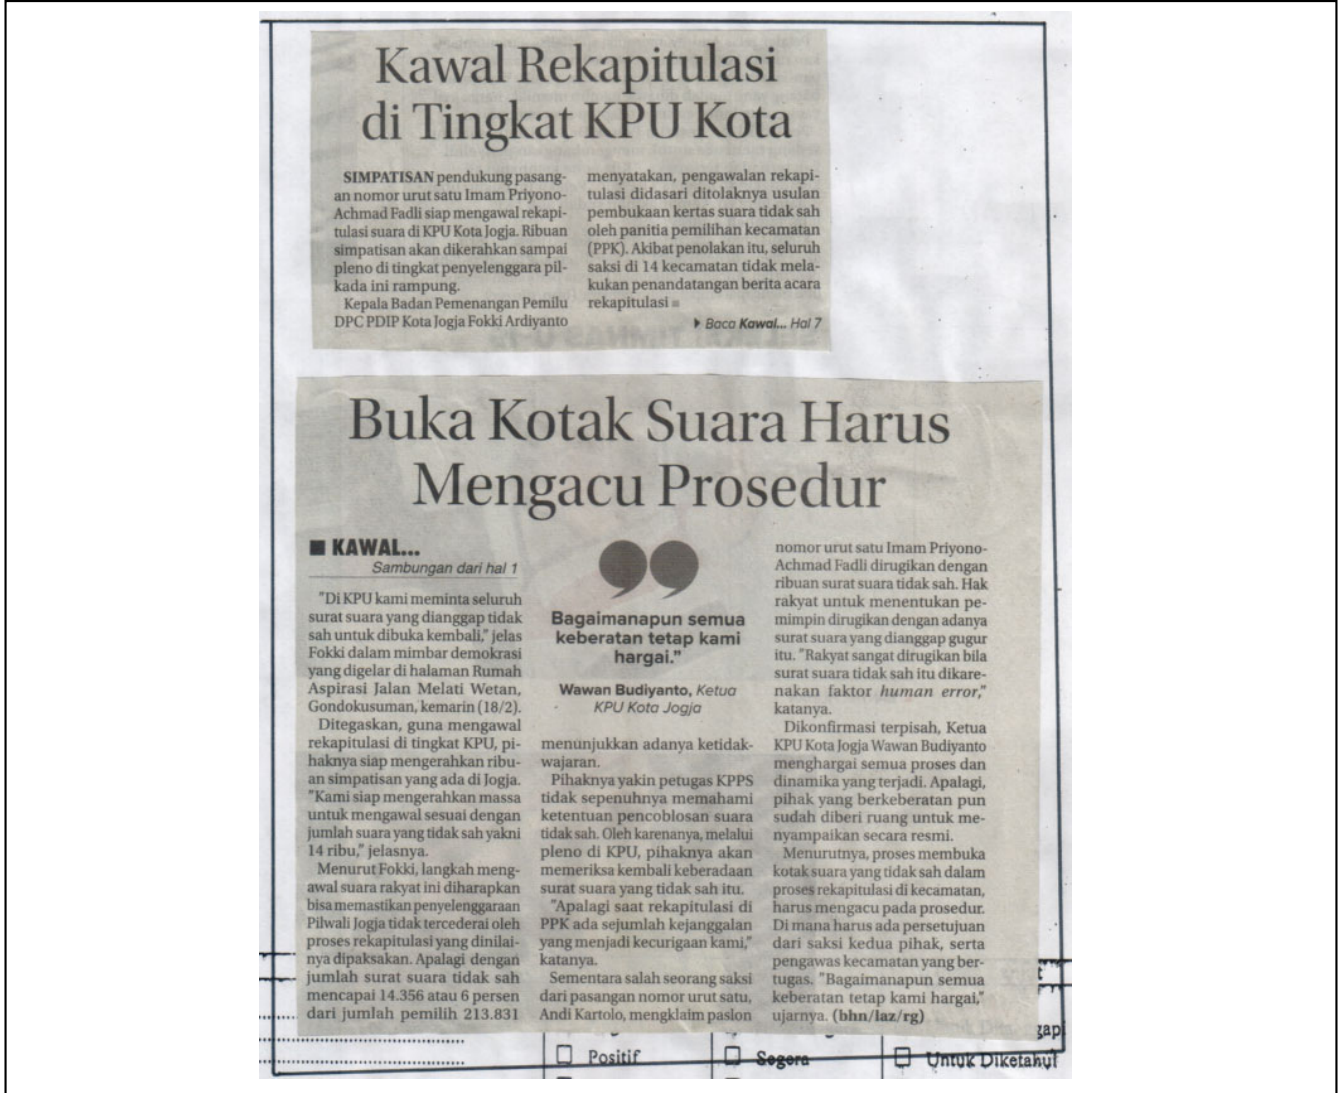 Kawal Rekapitulasi
di Tingkat KPU Kota
SIMPATISAN pendukung pasang-
an nomor urut satu Imam Priyono-
Achmad Fadli siap mengawal rekapi-
tulasi suara di KPU Kota Jogja. Ribuan
simpatisan akan dikerahkan sampai
pleno di tingkat penyelenggara pil-
kada ini rampung.
Kepala Badan Pemenangan Pemilu
DPC PDIP Kota Jogja Fokki Ardiyanto
menyatakan, pengawalan rekapi-
tulasi didasari ditolaknya usulan
pembukaan kertas suara tidak sah
oleh panitia pemilihan kecamatan
(PPK). Akibat penolakan itu, seluruh
saksi di 14 kecamatan tidak mela-
kukan penandatangan berita acara
rekapitulasi
Baca Kawal... Hal 7
Buka Kotak Suara Harus
Mengacu Prosedur
KAWAL...
Sambungan dari hal 1
"Di KPU kami meminta seluruh
surat suara yang dianggap tidak
sah untuk dibuka kembali," jelas
Fokki dalam mimbar demokrasi
yang digelar di halaman Rumah
Aspirasi Jalan Melati Wetan,
Gondokusuman, kemarin (18/2).
Ditegaskan, guna mengawal
rekapitulasi di tingkat KPU, pi-
haknya siap mengerahkan ribu-
an simpatisan yang ada di Jogja.
"Kami siap mengerahkan massa
untuk mengawal sesuai dengan
jumlah suara yang tidak sah yakni
14 ribu," jelasnya.
Menurut Fokki, langkah meng-
awal suara rakyat ini diharapkan
bisa memastikan penyelenggaraan
Pilwali Jogja tidak tercederai oleh
proses rekapitulasi yang dinilai-
nya dipaksakan. Apalagi dengan
jumlah surat suara tidak sah
mencapai 14.356 atau 6 persen
dari jumlah pemilih 213.831
Bagaimanapun semua
keberatan tetap kami
hargai."
Wawan Budiyanto, Ketua
KPU Kota Jogja
menunjukkan adanya ketidak-
wajaran.
Pihaknya yakin petugas KPPS
tidak sepenuhnya memahami
ketentuan pencoblosan suara
tidak sah. Oleh karenanya, melalui
pleno di KPU, pihaknya akan
memeriksa kembali keberadaan
surat suara yang tidak sah itu.
"Apalagi saat rekapitulasi di
PPK ada sejumlah kejanggalan
yang menjadi kecurigaan kami,"
katanya.
Sementara salah seorang saksi
dari pasangan nomor urut satu,
Andi Kartolo, mengklaim paslon
nomor urut satu Imam Priyono-
Achmad Fadli dirugikan dengan
ribuan surat suara tidak sah. Hak
rakyat untuk menentukan pe-
mimpin dirugikan dengan adanya
surat suara yang dianggap gugur
itu. "Rakyat sangat dirugikan bila
surat suara tidak sah itu dikare-
nakan faktor human error,"
katanya.
Dikonfirmasi terpisah, Ketua
KPU Kota Jogja Wawan Budiyanto
menghargai semua proses dan
dinamika yang terjadi. Apalagi,
pihak yang berkeberatan pun
sudah diberi ruang untuk me-
nyampaikan secara resmi.
Menurutnya, proses membuka
kotak suara yang tidak sah dalam
proses rekapitulasi di kecamatan,
harus mengacu pada prosedur.
Di mana harus ada persetujuan
dari saksi kedua pihak, serta
pengawas kecamatan yang ber-
tugas. "Bagaimanapun semua
keberatan tetap kami hargai,"
ujarnya. (bhn/laz/rg)
Positif
Segera
Untuk Diketahui